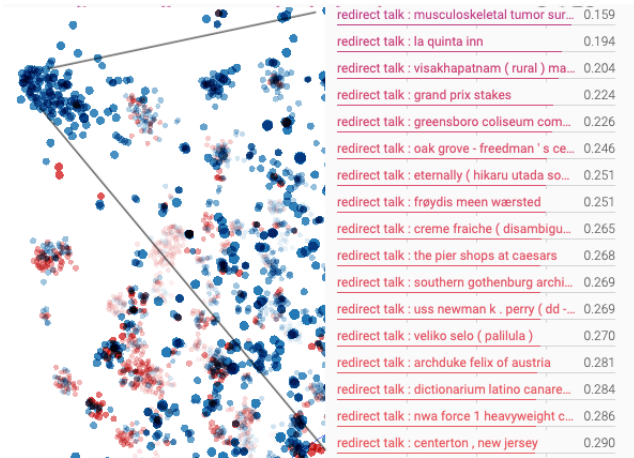 redirect talk : musculoskeletal tumor sur... 0.159
redirect talk : la quinta inn 0.194
redirect talk : visakhapatnam ( rural ) ma... 0.204
redirect talk : grand prix stakes 0.224
redirect talk : greensboro coliseum com... 0.226
redirect talk : oak grove - freedman ' s ce... 0.246
redirect talk : eternally ( hikaru utada so... 0.251
redirect talk : frøydis meen wærsted 0.251
redirect talk : creme fraiche ( disambigu... 0.265
redirect talk : the pier shops at caesars 0.268
redirect talk : southern gothenburg archi... 0.269
redirect talk : uss newman k . perry ( dd -... 0.269
redirect talk : veliko selo ( palilula ) 0.270
redirect talk : archduke felix of austria 0.281
redirect talk : dictionarium latino canare... 0.284
redirect talk : nwa force 1 heavyweight c... 0.286
redirect talk : centerton , new jersey 0.290